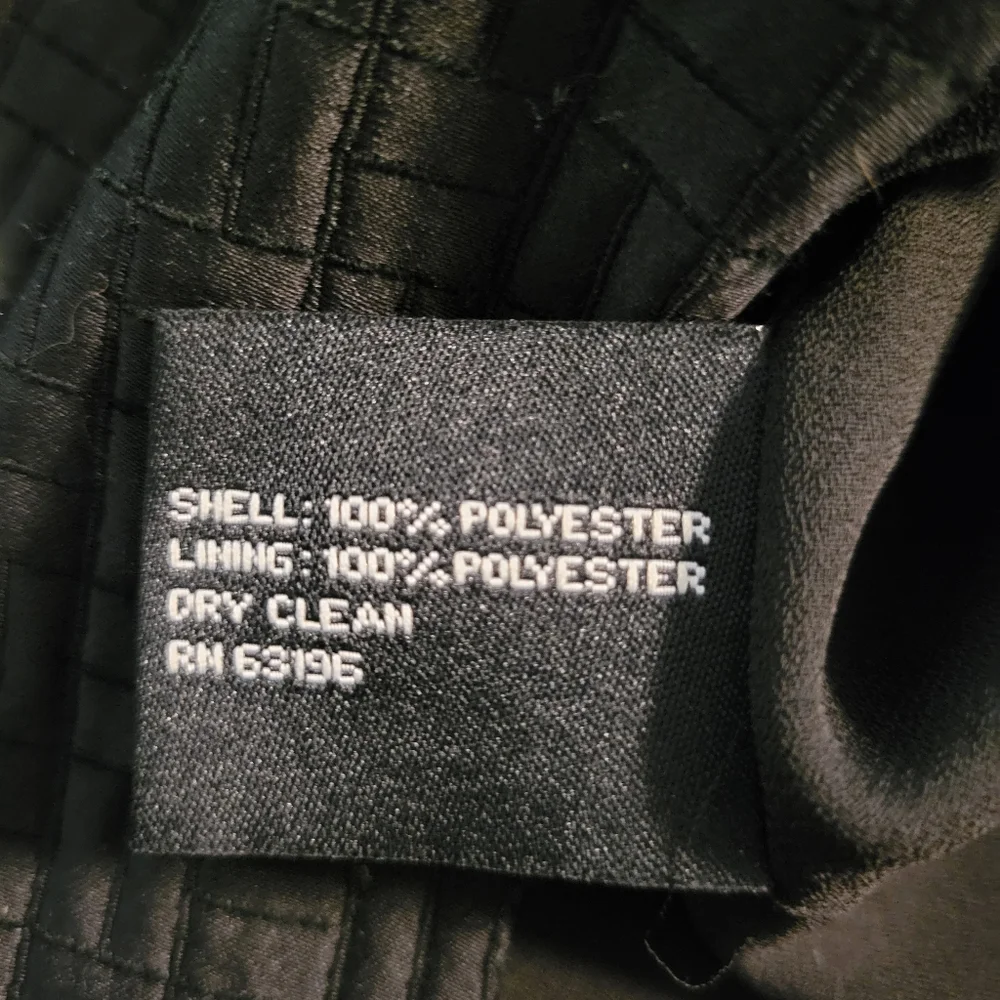 SHELL: 100% POLYESTER
LINING: 100% POLYESTER
DRY CLEAN
RN 63196